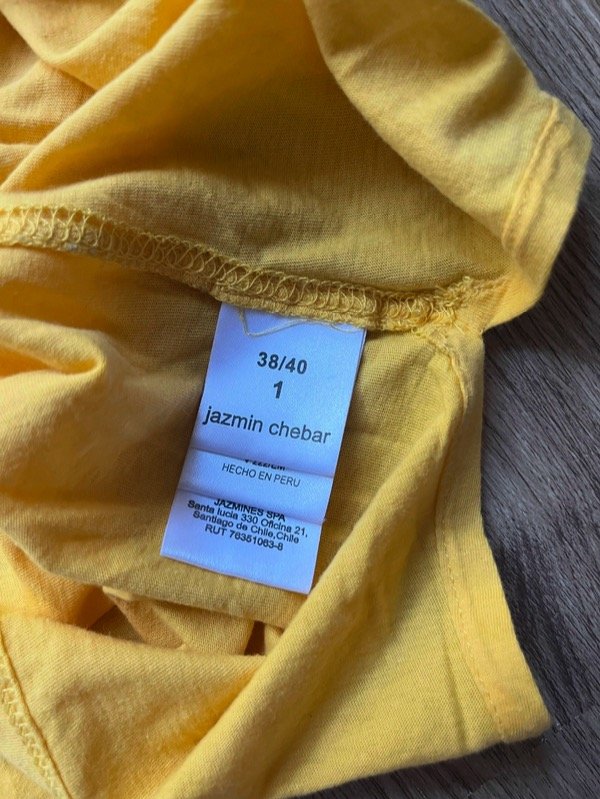 38/40
1
jazmin chebar
HECHO EN PERU
JAZMINES SPA
Santa lucia 330 Oficina 21,
Santiago de Chile,Chile
RUT 76351063-8